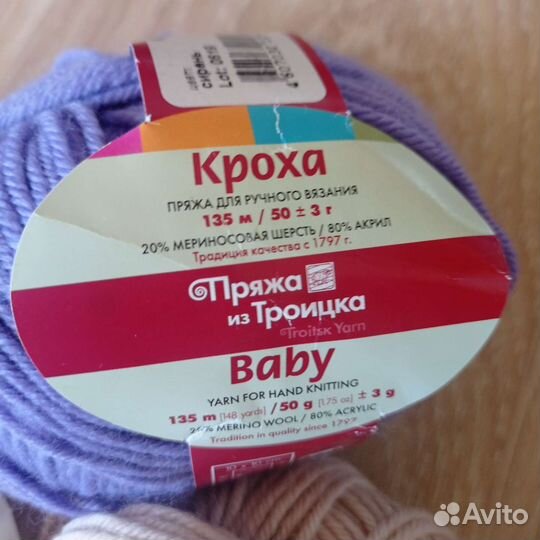 цвет:
сирень
Lot: 0619
Кроха
ПРЯЖА ДЛЯ РУЧНОГО ВЯЗАНИЯ
135 м / 50 ± 3 г
20% МЕРИНОСОВАЯ ШЕРСТЬ / 80% АКРИЛ
Традиция качества с 1797 г.
Пряжа
из Троицка
Troitsk Yarn
Baby
YARN FOR HAND KNITTING
135 m [148 yards] / 50 g [1.75 oz] ± 3 g
20% MERINO WOOL / 80% ACRYLIC
Tradition in quality since 1797
Avito